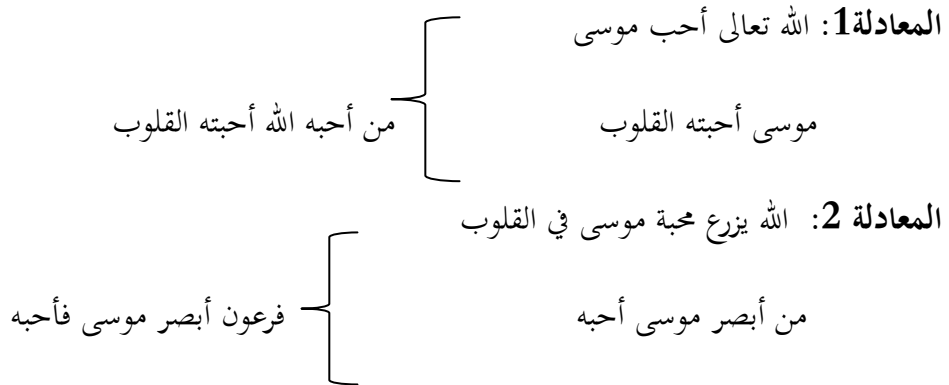 المعادلة1: الله تعالى أحب موسى
موسى أحبته القلوب من أحبه الله أحبته القلوب
المعادلة 2: الله يزرع محبة موسى في القلوب
من أبصر موسى أحبه فرعون أبصر موسى فأحبه